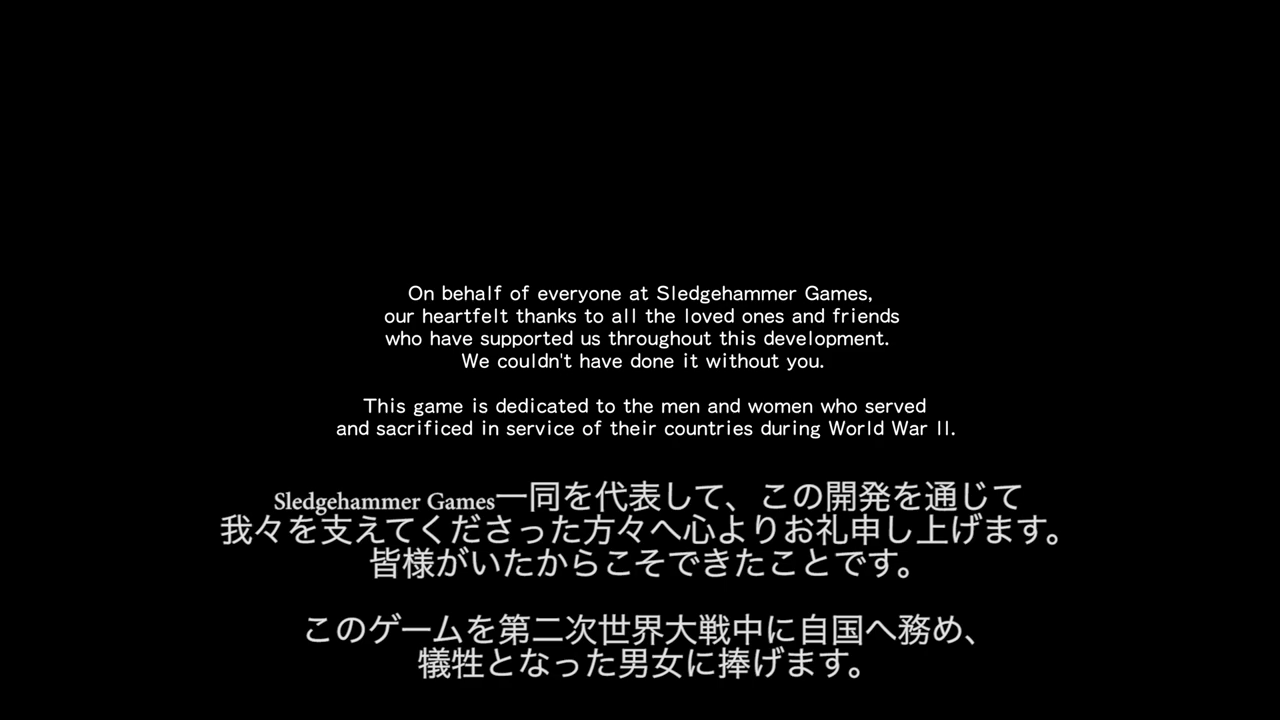 On behalf of everyone at Sledgehammer Games,
our heartfelt thanks to all the loved ones and friends
who have supported us throughout this development.
We couldn't have done it without you.
This game is dedicated to the men and women who served
and sacrificed in service of their countries during World War II.
Sledgehammer Games一同を代表して、この開発を通じて
我々を支えてくださった方々へ心よりお礼申し上げます。
皆様がいたからこそできたことです。
このゲームを第二次世界大戦中に自国へ務め、
犠牲となった男女に捧げます。